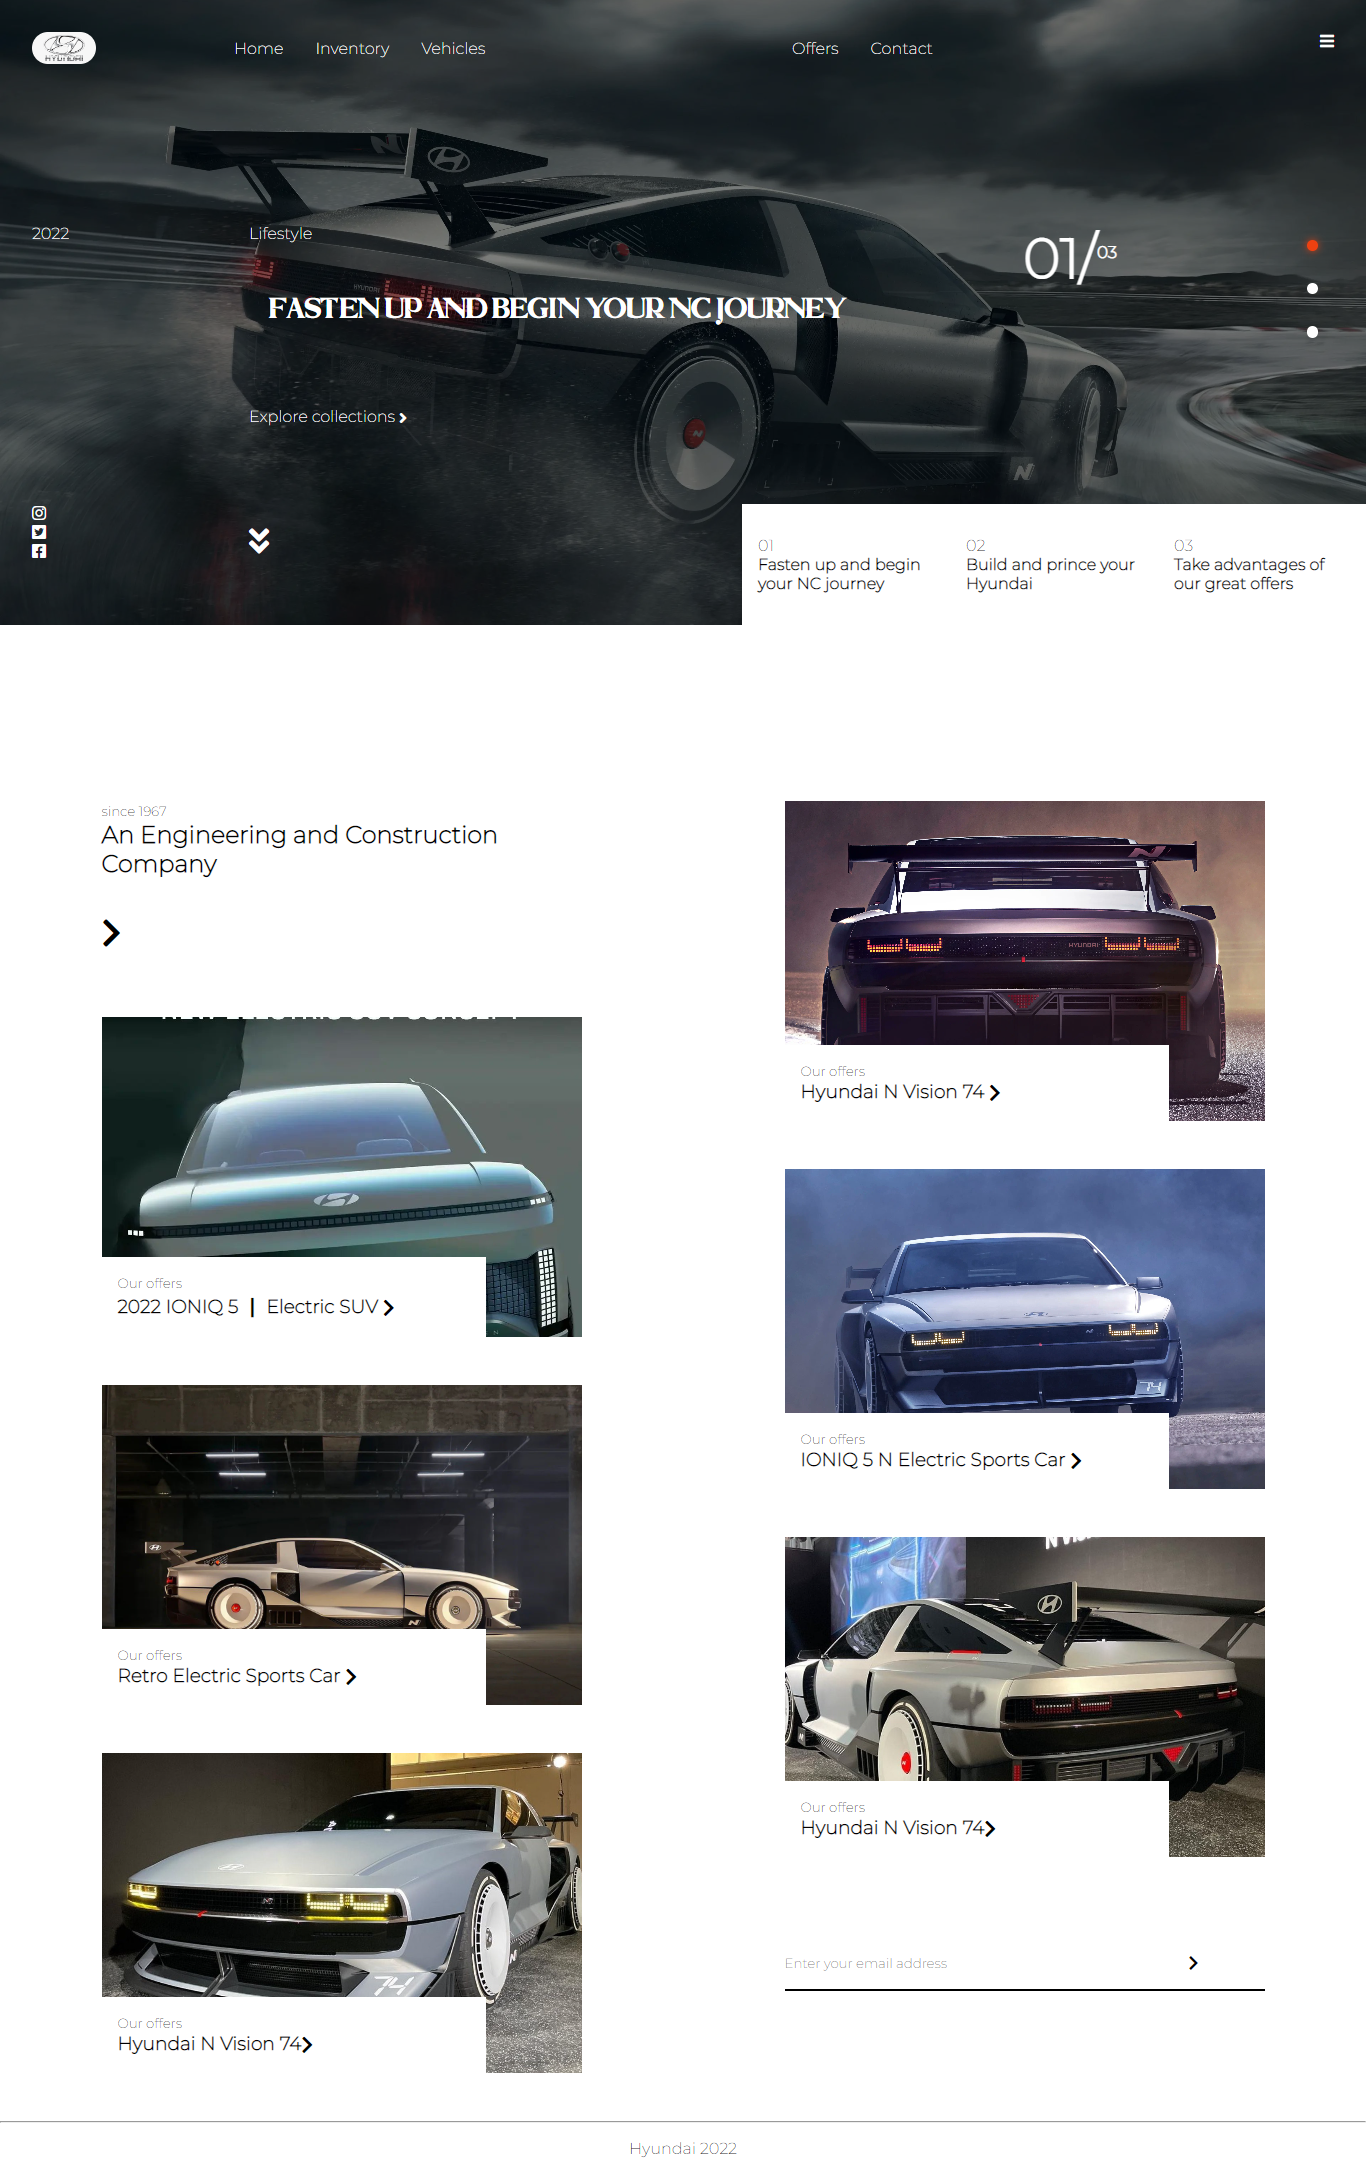 HYUNDAI
Home
Inventory
Vehicles
Offers
Contact
2022
Lifestyle
01/03
FASTEN UP AND BEGIN YOUR NC JOURNEY
Explore collections
01
Fasten up and begin
your NC journey
02
Build and prince your
Hyundai
03
Take advantages of
our great offers
since 1967
An Engineering and Construction
Company
HYUNDAI
Our offers
Hyundai N Vision 74
Our offers
2022 IONIQ 5 | Electric SUV
74
Our offers
IONIQ 5 N Electric Sports Car
Our offers
Retro Electric Sports Car
Our offers
Hyundai N Vision 74
74
Our offers
Hyundai N Vision 74
Enter your email address
Hyundai 2022